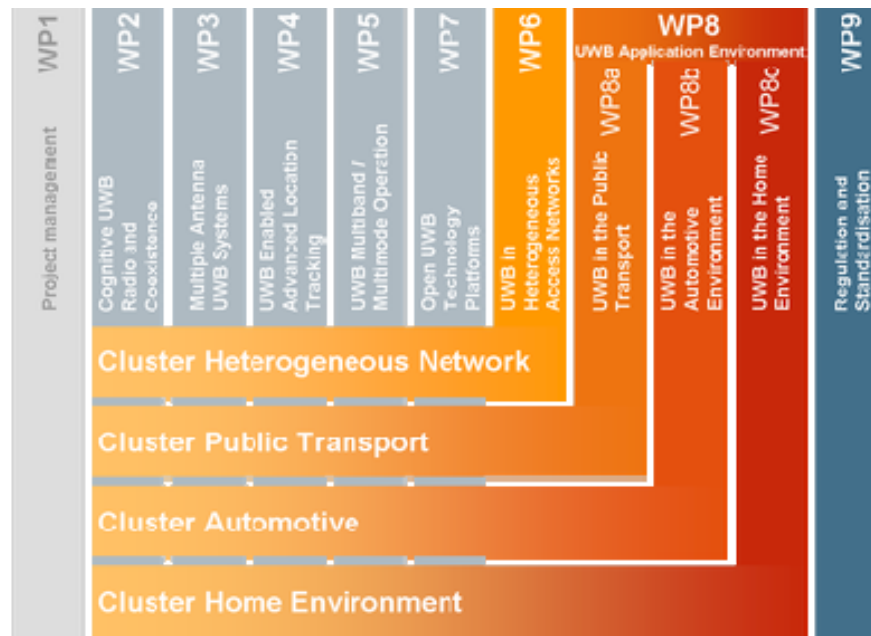 WP1
Project management
WP2
Cognitive UWB
Radio and
Coexistence
WP3
Multiple Antenna
UWB Systems
WP4
UWB Enabled
Advanced Location
Tracking
WP5
UWB Multiband /
Multimode Operation
WP7
Open UWB
Technology
Platforms
WP6
UWB in
Heterogeneous
Access Networks
WP8
UWB Application Environment
WP8a
UWB in the Public
Transport
WP8b
UWB in the
Automotive
Environment
WP8c
UWB in the Home
Environment
WP9
Regulation and
Standardisation
Cluster Heterogeneous Network
Cluster Public Transport
Cluster Automotive
Cluster Home Environment